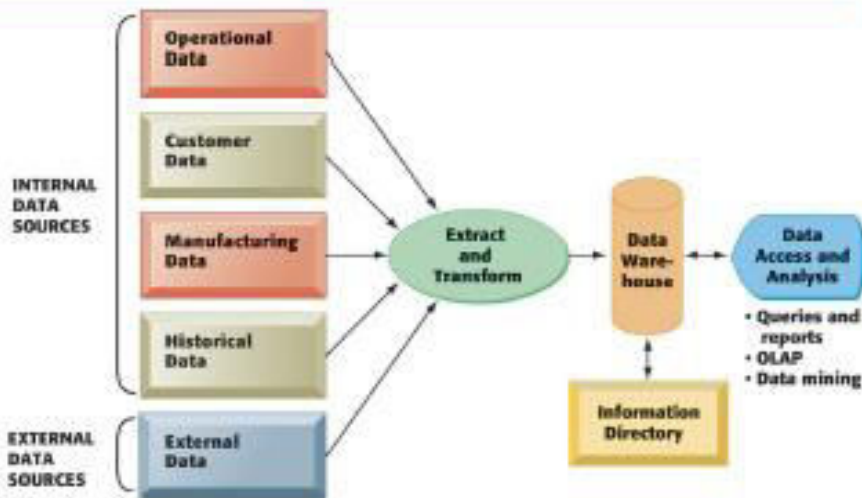 INTERNAL
DATA
SOURCES
Operational
Data
Customer
Data
Manufacturing
Data
Historical
Data
EXTERNAL
DATA
SOURCES
External
Data
Extract
and
Transform
Data
Ware-
house
Information
Directory
Data
Access and
Analysis
• Queries and
reports
• OLAP
• Data mining